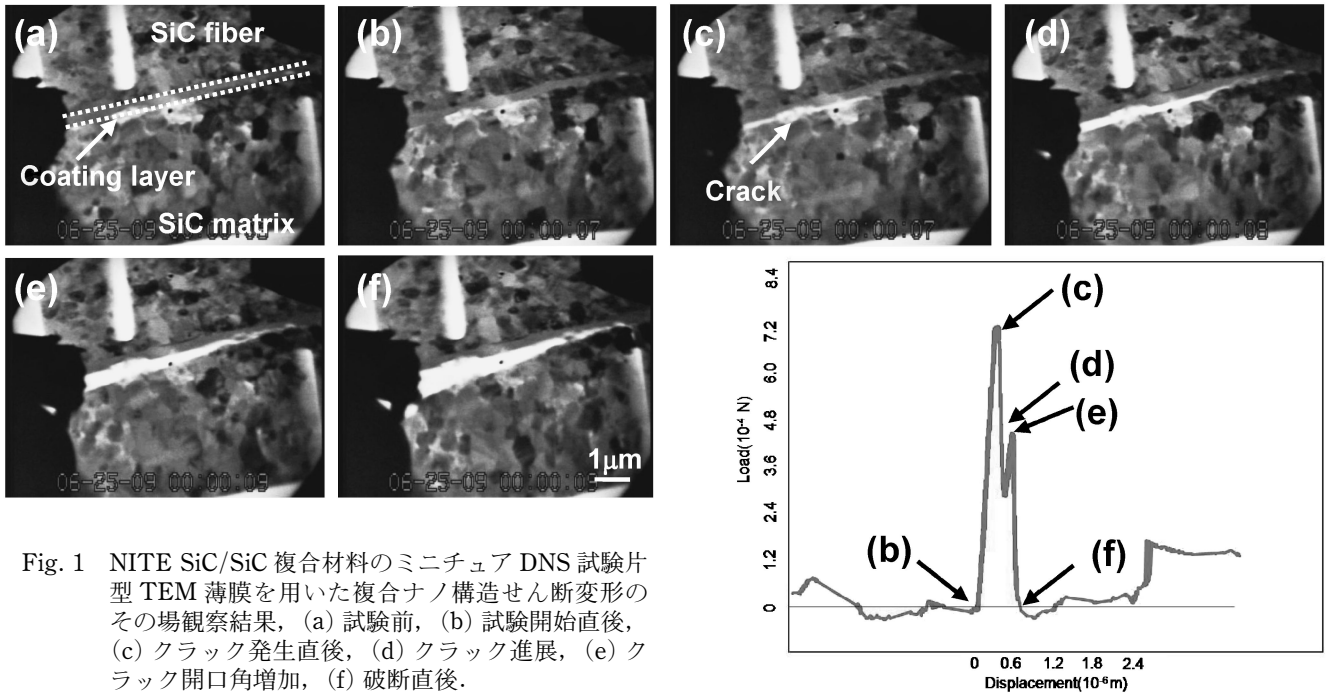 (a)
SiC fiber
Coating layer
SiC matrix
(b)
06-25-09 00:00:07
(c)
Crack
06-25-09 00:00:07
(d)
06-25-09 00:00:08
(e)
06-25-09 00:00:09
(f)
1μm
8.4
7.2
6.0
4.8
3.6
2.4
1.2
0
Load(10⁻⁴ N)
(c)
(d)
(e)
(b)
(f)
0 0.6 1.2 1.8 2.4
Displacement(10⁻⁶m)
Fig. 1 NITE SiC/SiC 複合材料のミニチュア DNS 試験片
型 TEM 薄膜を用いた複合ナノ構造せん断変形の
その場観察結果,(a) 試験前,(b) 試験開始直後,
(c) クラック発生直後,(d) クラック進展,(e) ク
ラック開口角増加,(f) 破断直後.